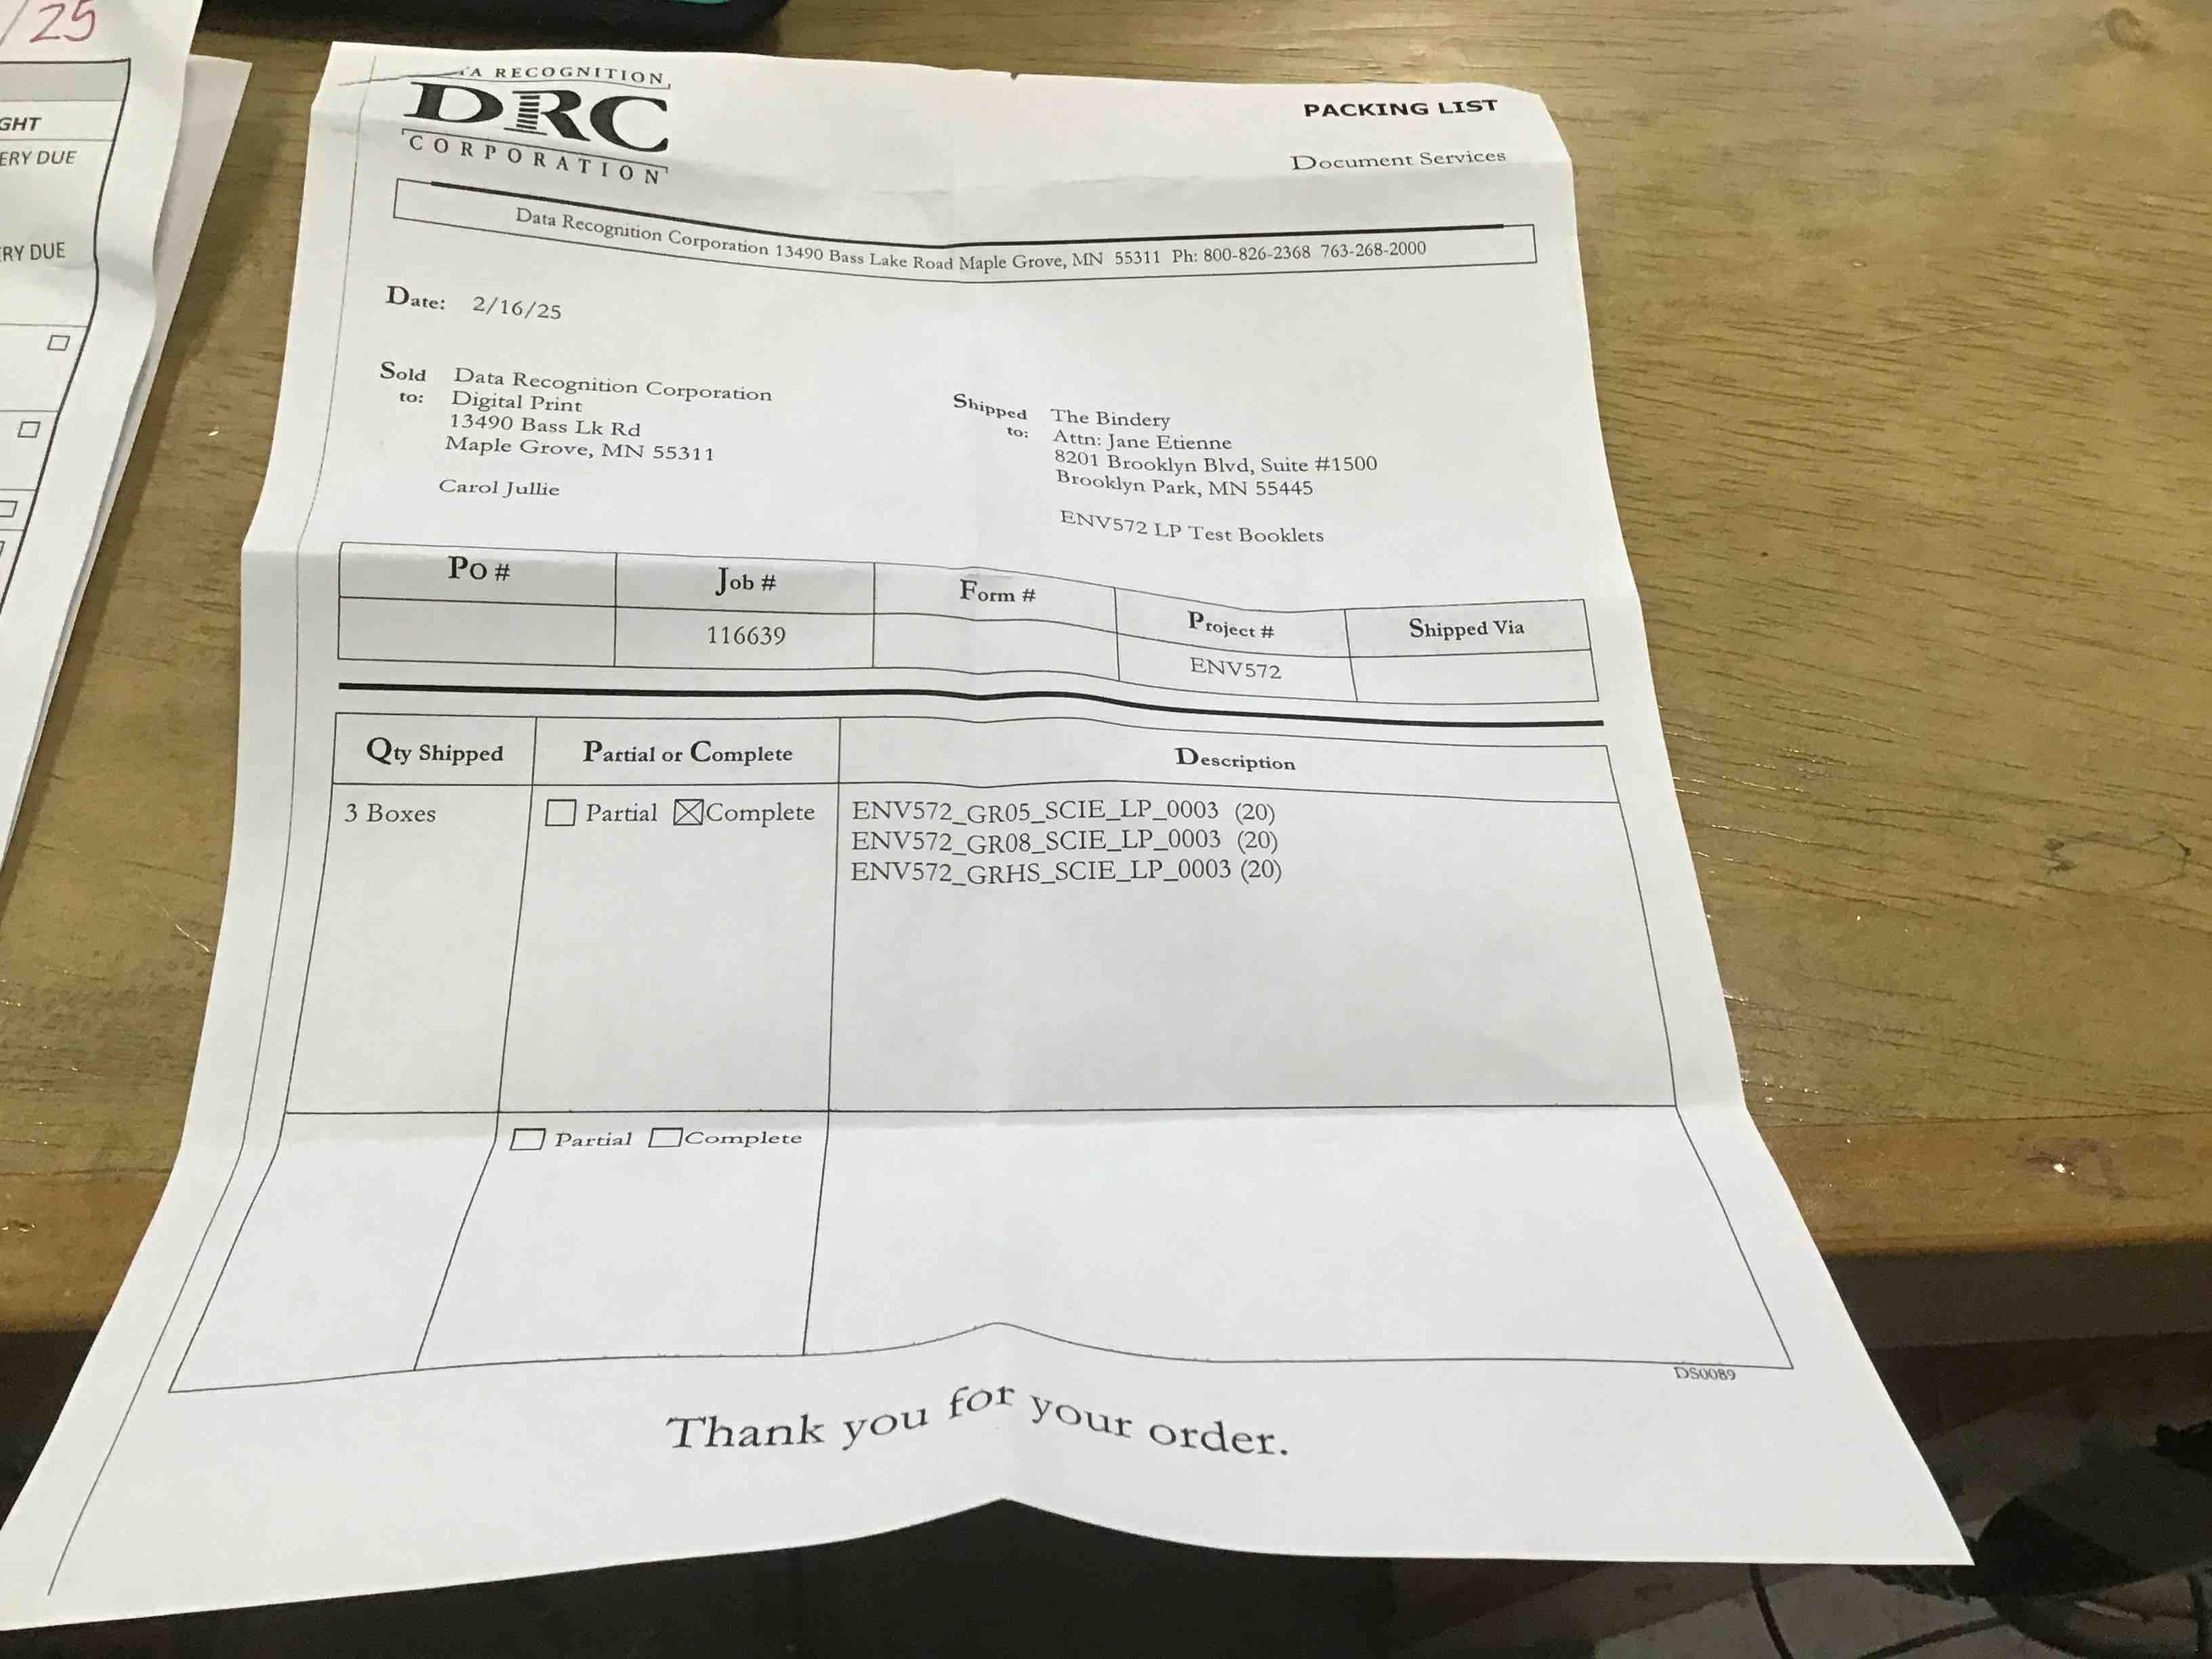 /25
GHT
ERY DUE
RY DUE
A RECOGNITION
DRC
CORPORATION
PACKING LIST
Document Services
Data Recognition Corporation 13490 Bass Lake Road Maple Grove, MN 55311 Ph: 800-826-2368 763-268-2000
Date: 2/16/25
Sold to: Data Recognition Corporation
Digital Print
13490 Bass Lk Rd
Maple Grove, MN 55311
Carol Jullie
Shipped to: The Bindery
Attn: Jane Etienne
8201 Brooklyn Blvd, Suite #1500
Brooklyn Park, MN 55445
ENV572 LP Test Booklets
Po # Job # Form # Project # Shipped Via
116639 ENV572
Qty Shipped Partial or Complete Description
3 Boxes Partial Complete ENV572_GR05_SCIE_LP_0003 (20)
ENV572_GR08_SCIE_LP_0003 (20)
ENV572_GRHS_SCIE_LP_0003 (20)
Partial Complete
DS0089
Thank you for your order.